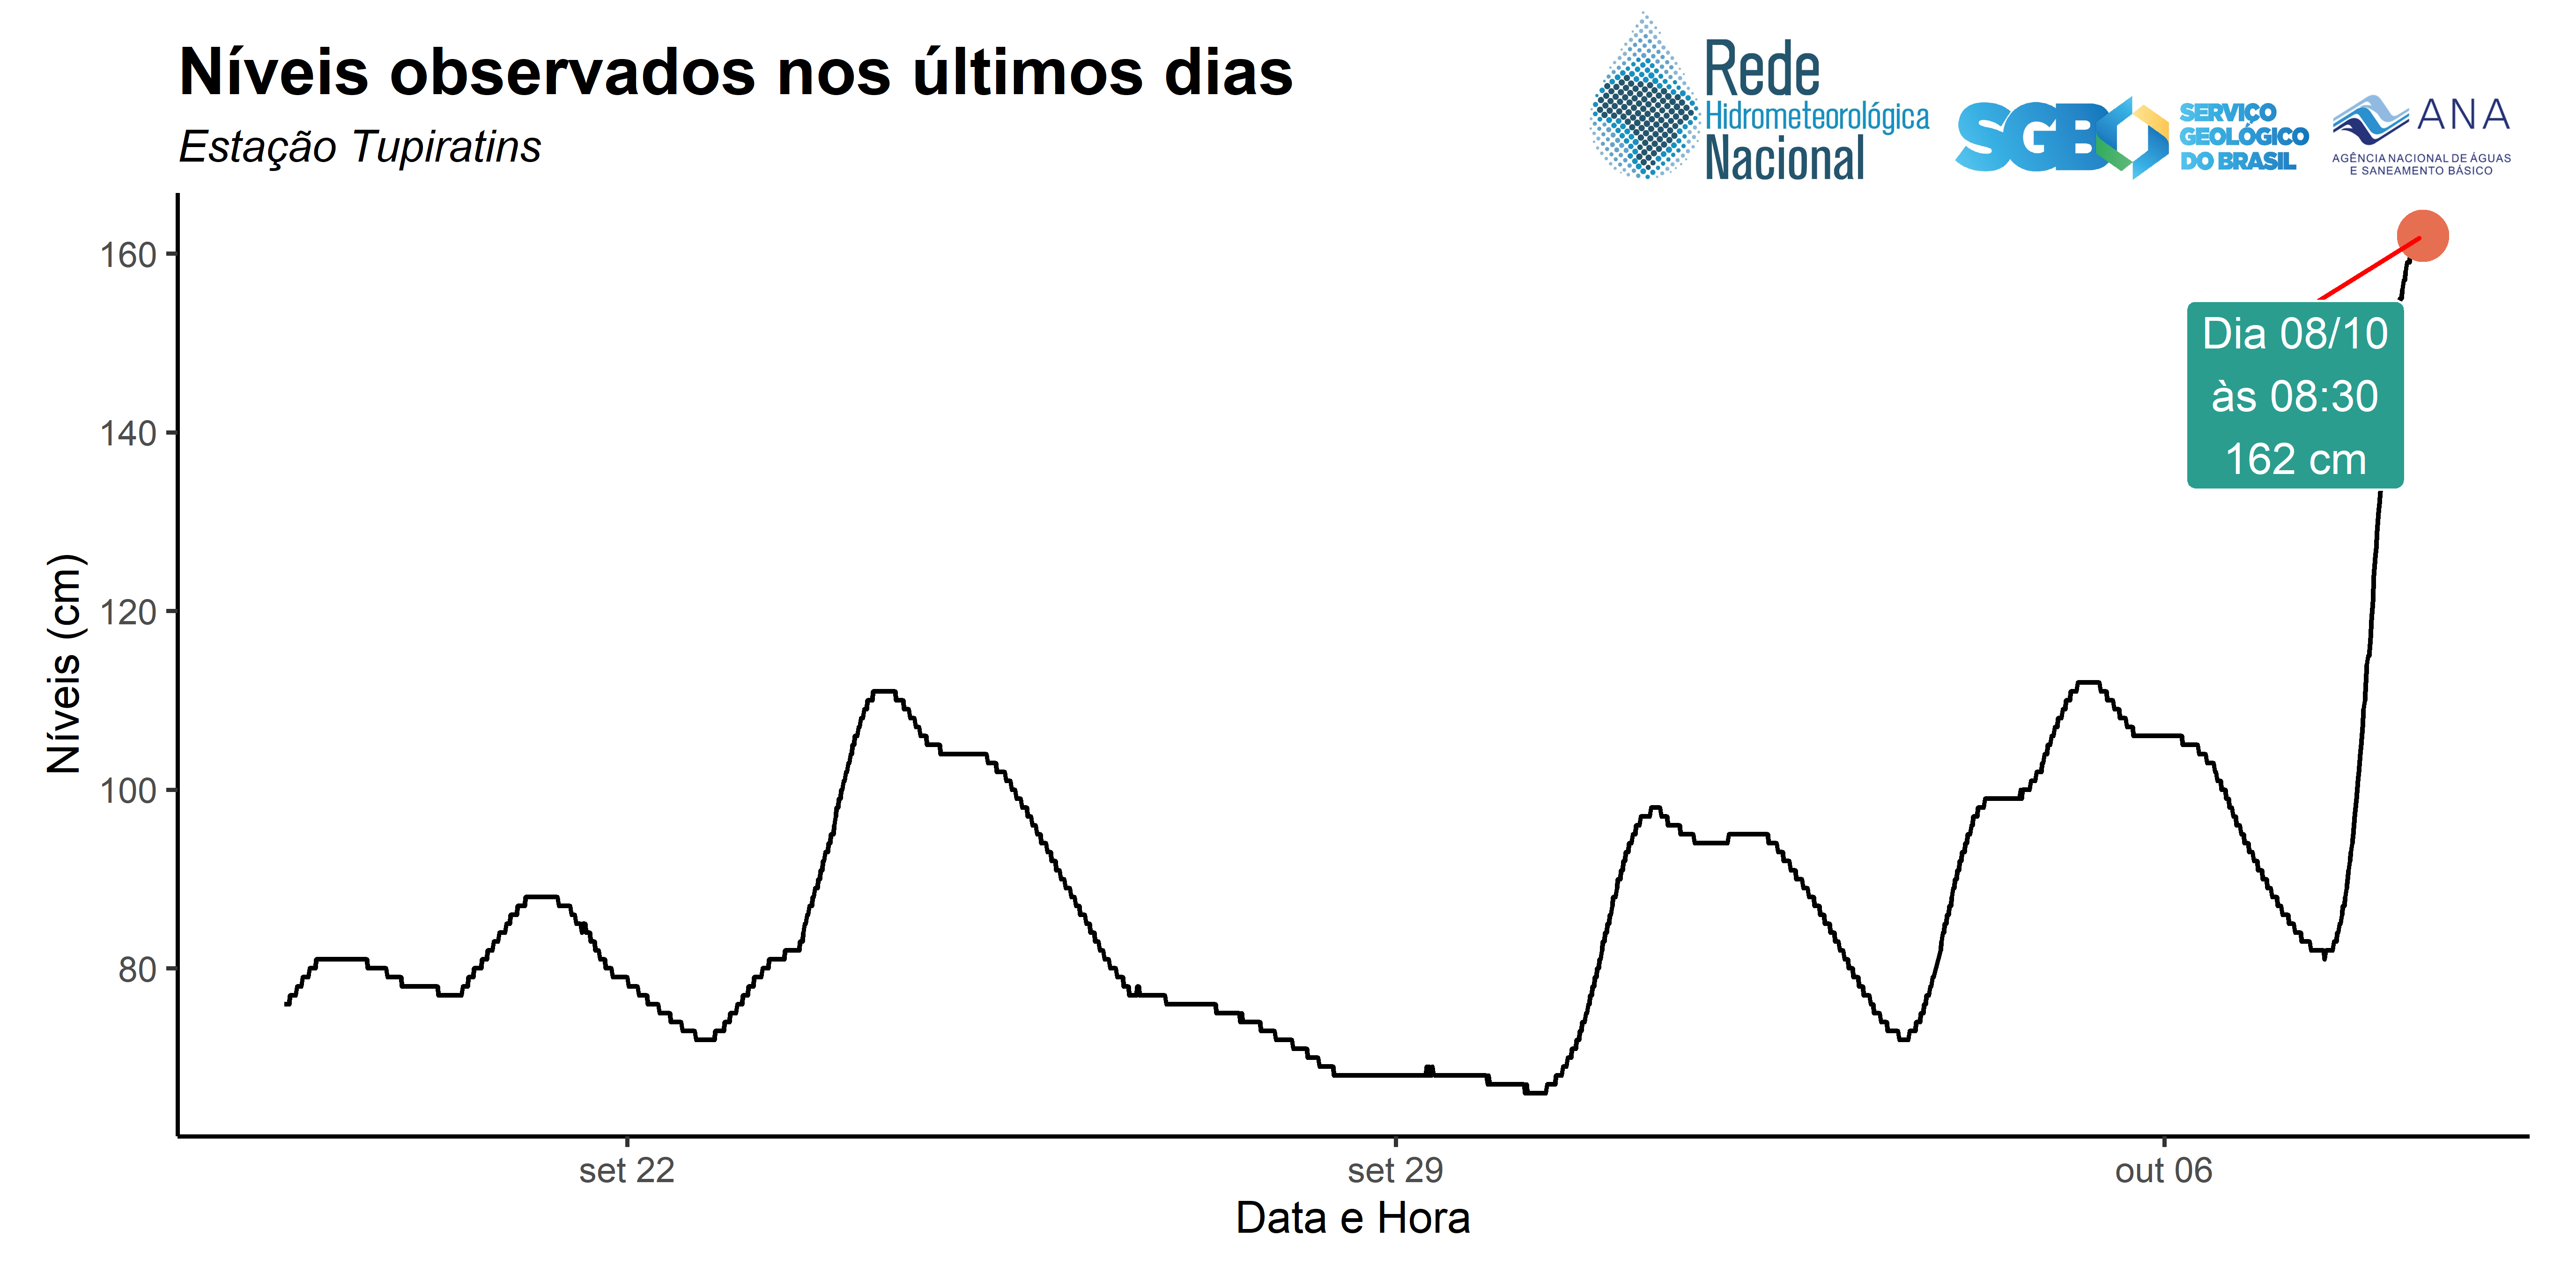 Níveis observados nos últimos dias
Estação Tupiratins
Rede
Hidrometeorológica
Nacional
SGB
SERVIÇO
GEOLÓGICO
DO BRASIL
ANA
AGÊNCIA NACIONAL DE ÁGUAS
E SANEAMENTO BÁSICO
160
140
120
100
80
Níveis (cm)
Dia 08/10
às 08:30
162 cm
set 22
set 29
out 06
Data e Hora